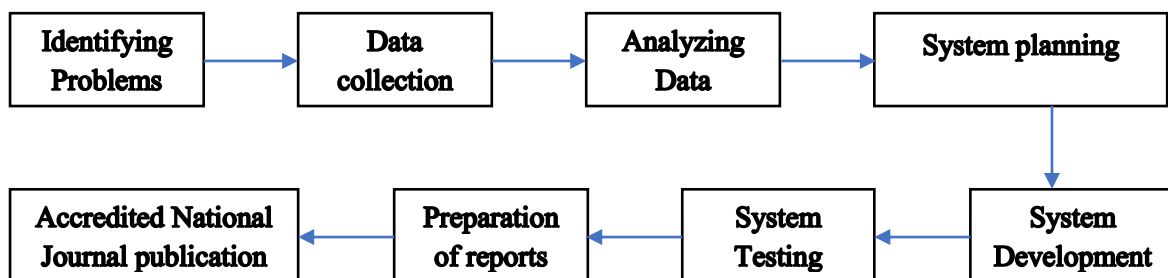 Identifying
Problems
Data
collection
Analyzing
Data
System planning
System
Development
System
Testing
Preparation
of reports
Accredited National
Journal publication